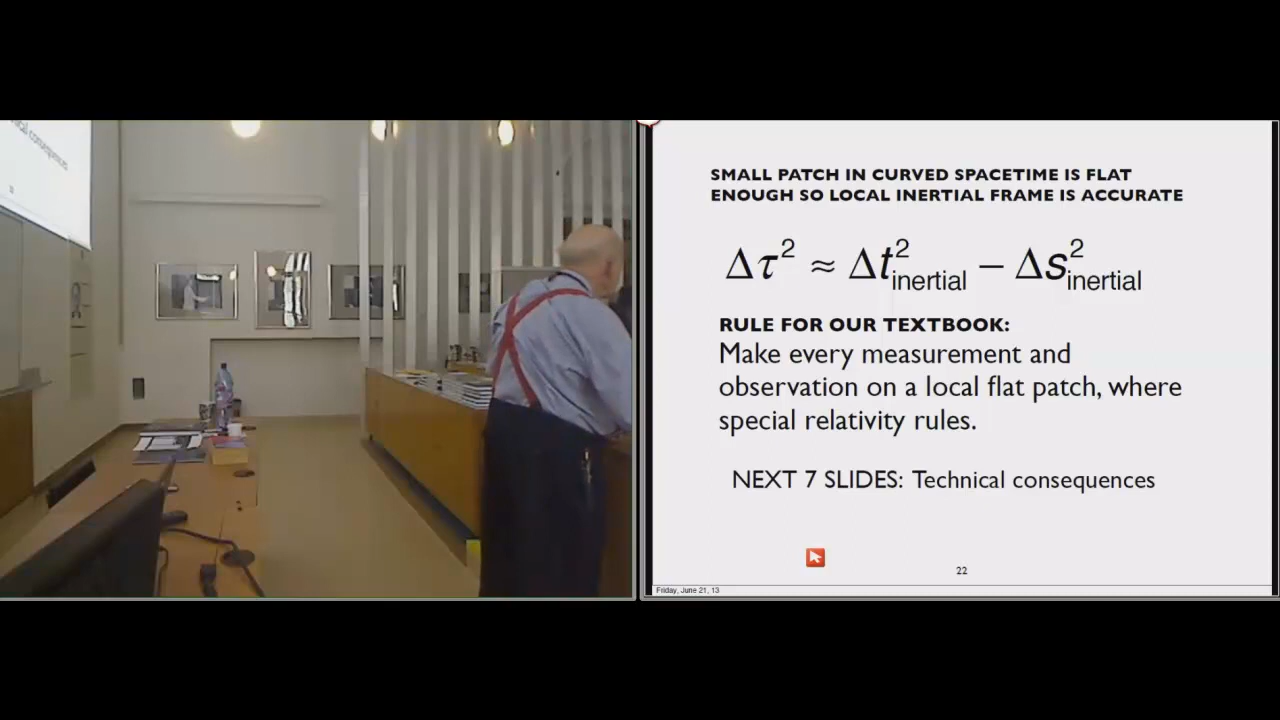 SMALL PATCH IN CURVED SPACETIME IS FLAT
ENOUGH SO LOCAL INERTIAL FRAME IS ACCURATE
Δτ² ≈ Δt²inertial − Δs²inertial
RULE FOR OUR TEXTBOOK:
Make every measurement and
observation on a local flat patch, where
special relativity rules.
NEXT 7 SLIDES: Technical consequences
22
Friday, June 21, 13